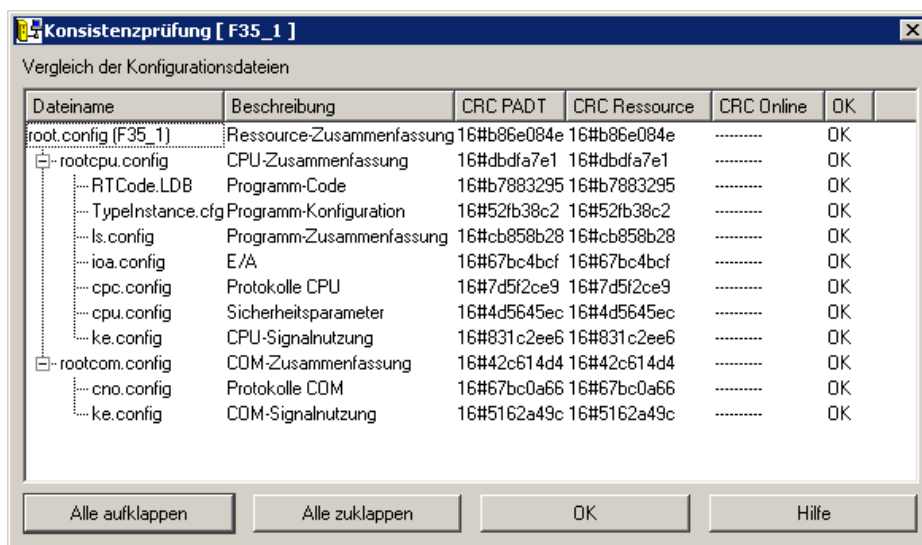 Konsistenzprüfung [ F35_1 ]
Vergleich der Konfigurationsdateien
Dateiname Beschreibung CRC PADT CRC Ressource CRC Online OK
root.config (F35_1) Ressource-Zusammenfassung 16#b86e084e 16#b86e084e --------- OK
rootcpu.config CPU-Zusammenfassung 16#dbdfa7e1 16#dbdfa7e1 --------- OK
RTCode.LDB Programm-Code 16#b7883295 16#b7883295 --------- OK
TypeInstance.cfg Programm-Konfiguration 16#52fb38c2 16#52fb38c2 --------- OK
ls.config Programm-Zusammenfassung 16#cb858b28 16#cb858b28 --------- OK
ioa.config E/A 16#67bc4bcf 16#67bc4bcf --------- OK
cpc.config Protokolle CPU 16#7d5f2ce9 16#7d5f2ce9 --------- OK
cpu.config Sicherheitsparameter 16#4d5645ec 16#4d5645ec --------- OK
ke.config CPU-Signalnutzung 16#831c2ee6 16#831c2ee6 --------- OK
rootcom.config COM-Zusammenfassung 16#42c614d4 16#42c614d4 --------- OK
cno.config Protokolle COM 16#67bc0a66 16#67bc0a66 --------- OK
ke.config COM-Signalnutzung 16#5162a49c 16#5162a49c --------- OK
Alle aufklappen Alle zuklappen OK Hilfe